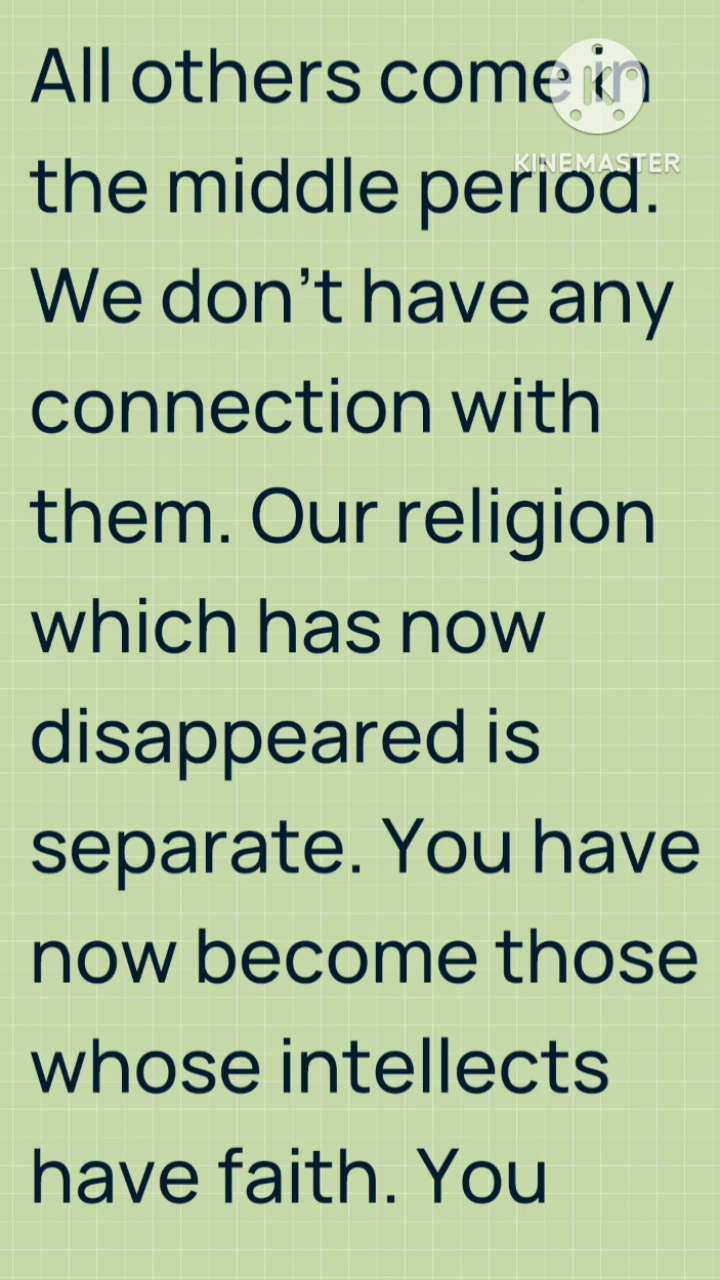 All others come in
KINEMASTER
the middle period.
We don’t have any
connection with
them. Our religion
which has now
disappeared is
separate. You have
now become those
whose intellects
have faith. You